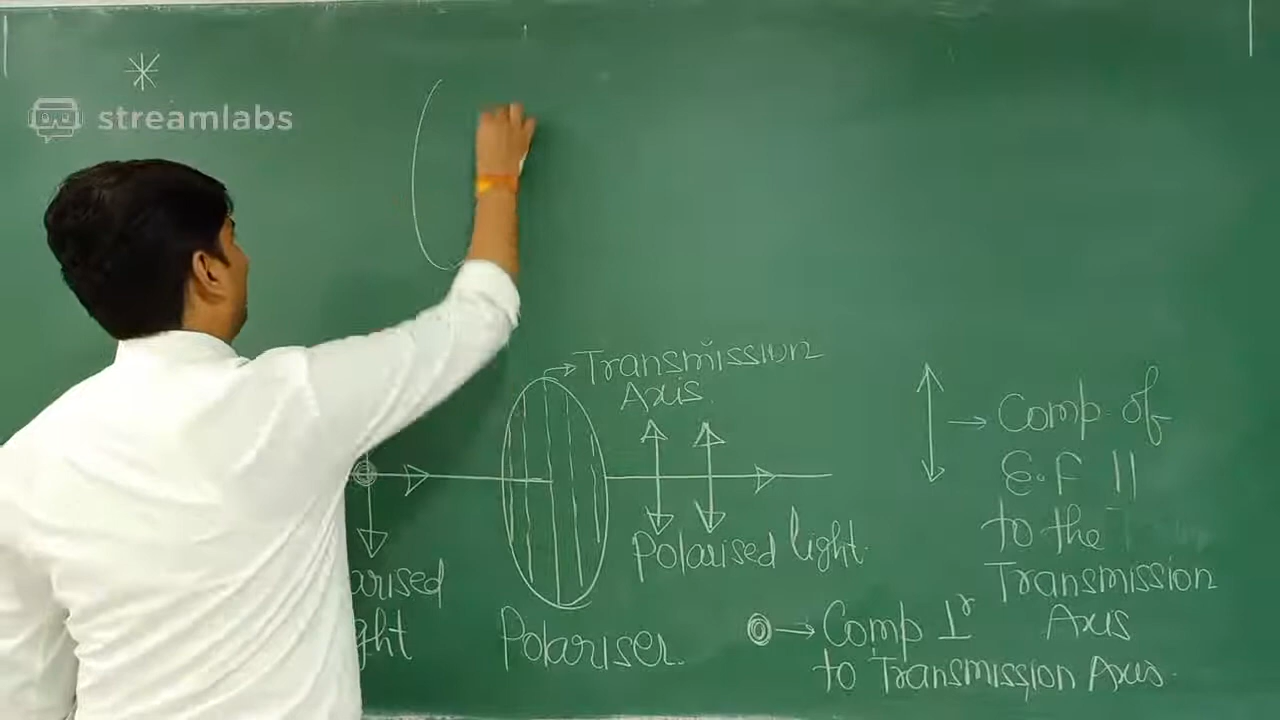 streamlabs
Transmission
Axis
Comp. of
E.F ||
to the
Transmission
Axis
Polarised light.
arised
ght
Polariser.
Comp ⊥r
to Transmission Axis.